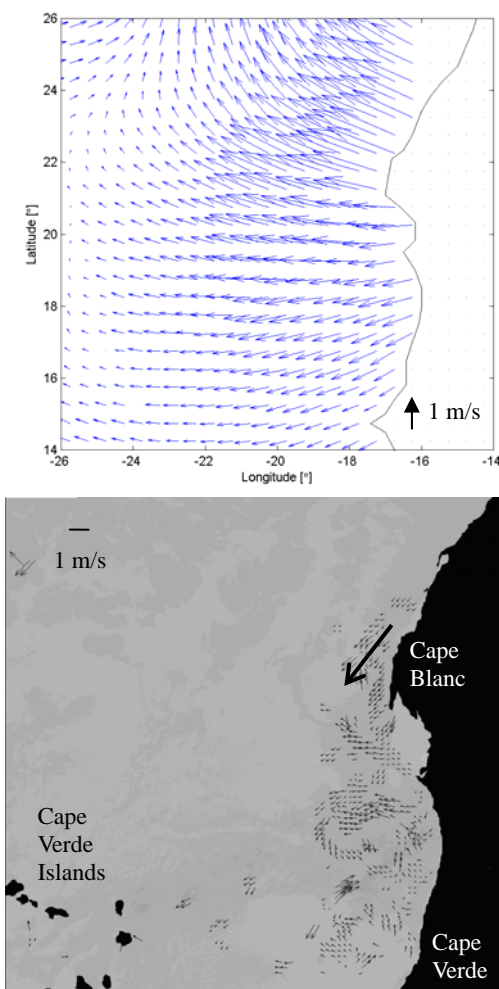 26
24
22
20
18
16
14
Latitude [°]
1 m/s
-26
-24
-22
-20
-18
-16
-14
Longitude [°]
1 m/s
Cape
Blanc
Cape
Verde
Islands
Cape
Verde